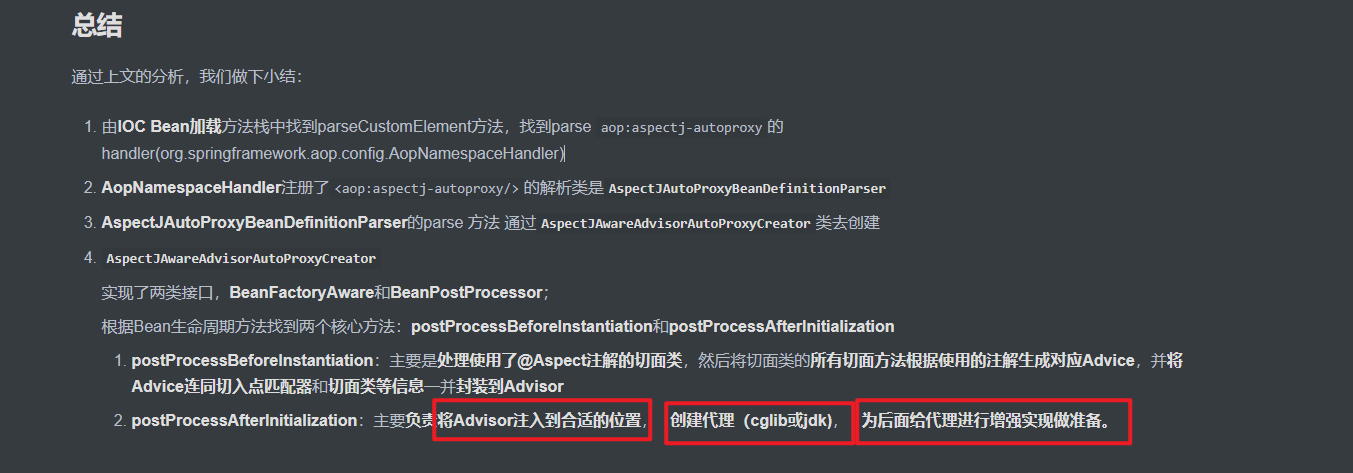 总结
通过上文的分析，我们做下小结：
1. 由IOC Bean加载方法栈中找到parseCustomElement方法，找到parse aop:aspectj-autoproxy 的
handler(org.springframework.aop.config.AopNamespaceHandler)
2. AopNamespaceHandler注册了 <aop:aspectj-autoproxy/> 的解析类是 AspectJAutoProxyBeanDefinitionParser
3. AspectJAutoProxyBeanDefinitionParser的parse 方法 通过 AspectJAwareAdvisorAutoProxyCreator 类去创建
4. AspectJAwareAdvisorAutoProxyCreator
实现了两类接口，BeanFactoryAware和BeanPostProcessor；
根据Bean生命周期方法找到两个核心方法：postProcessBeforeInstantiation和postProcessAfterInitialization
1. postProcessBeforeInstantiation：主要是处理使用了@Aspect注解的切面类，然后将切面类的所有切面方法根据使用的注解生成对应Advice，并将
Advice连同切入点匹配器和切面类等信息一并封装到Advisor
2. postProcessAfterInitialization：主要负责将Advisor注入到合适的位置，创建代理（cglib或jdk)，为后面给代理进行增强实现做准备。